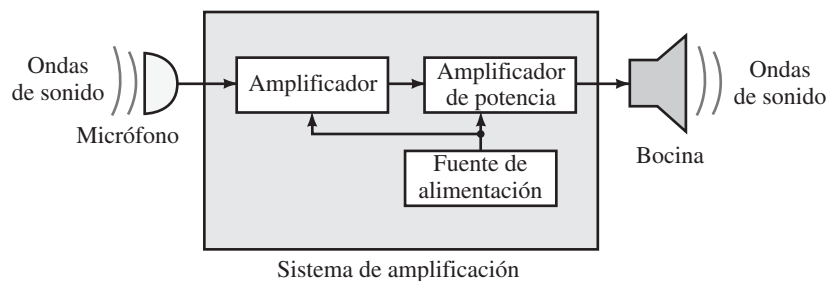 Ondas
de sonido
Micrófono
Amplificador
Amplificador
de potencia
Fuente de
alimentación
Bocina
Ondas
de sonido
Sistema de amplificación